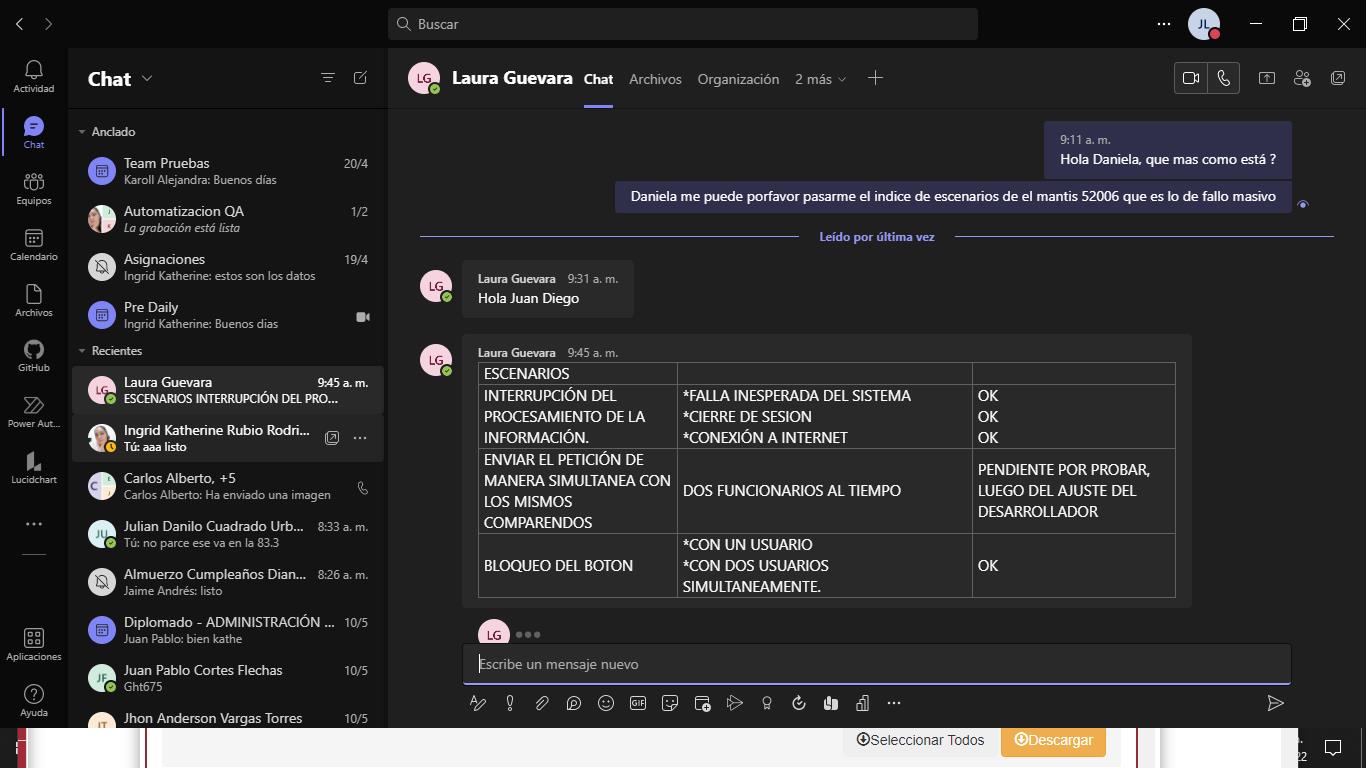 Buscar
JL
Actividad
Chat
Equipos
Calendario
Archivos
GitHub
Power Aut...
Lucidchart
Aplicaciones
Ayuda
Chat
Anclado
Team Pruebas 20/4
Karoll Alejandra: Buenos días
Automatizacion QA 1/2
La grabación está lista
Asignaciones 19/4
Ingrid Katherine: estos son los datos
Pre Daily
Ingrid Katherine: Buenos dias
Recientes
LG Laura Guevara 9:45 a. m.
ESCENARIOS INTERRUPCIÓN DEL PRO...
Ingrid Katherine Rubio Rodri...
Tú: aaa listo
C Carlos Alberto, +5
Carlos Alberto: Ha enviado una imagen
JU Julian Danilo Cuadrado Urb... 8:33 a. m.
Tú: no parce ese va en la 83.3
Almuerzo Cumpleaños Dian... 8:26 a. m.
Jaime Andrés: listo
Diplomado - ADMINISTRACIÓN ... 10/5
Juan Pablo: bien kathe
JF Juan Pablo Cortes Flechas 10/5
Ght675
JT Jhon Anderson Vargas Torres 10/5
LG Laura Guevara Chat Archivos Organización 2 más
9:11 a. m.
Hola Daniela, que mas como está ?
Daniela me puede porfavor pasarme el indice de escenarios de el mantis 52006 que es lo de fallo masivo
Leído por última vez
LG Laura Guevara 9:31 a. m.
Hola Juan Diego
LG Laura Guevara 9:45 a. m.
ESCENARIOS
INTERRUPCIÓN DEL *FALLA INESPERADA DEL SISTEMA OK
PROCESAMIENTO DE LA *CIERRE DE SESION OK
INFORMACIÓN. *CONEXIÓN A INTERNET OK
ENVIAR EL PETICIÓN DE
MANERA SIMULTANEA CON
LOS MISMOS
COMPARENDOS
DOS FUNCIONARIOS AL TIEMPO
PENDIENTE POR PROBAR,
LUEGO DEL AJUSTE DEL
DESARROLLADOR
BLOQUEO DEL BOTON
*CON UN USUARIO
*CON DOS USUARIOS
SIMULTANEAMENTE.
OK
LG
Escribe un mensaje nuevo
GIF
Seleccionar Todos Descargar
22